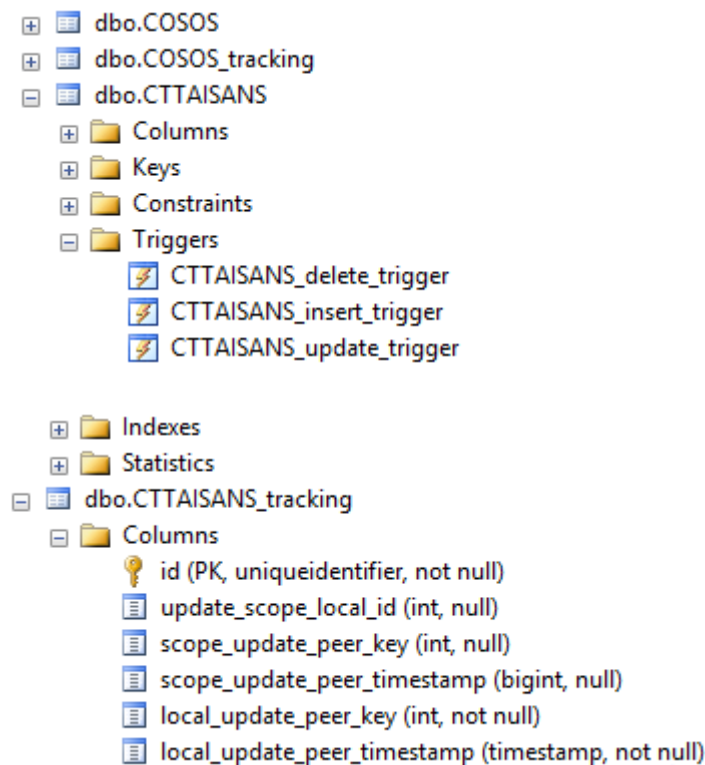 dbo.COSOS
dbo.COSOS_tracking
dbo.CTTAISANS
Columns
Keys
Constraints
Triggers
CTTAISANS_delete_trigger
CTTAISANS_insert_trigger
CTTAISANS_update_trigger
Indexes
Statistics
dbo.CTTAISANS_tracking
Columns
id (PK, uniqueidentifier, not null)
update_scope_local_id (int, null)
scope_update_peer_key (int, null)
scope_update_peer_timestamp (bigint, null)
local_update_peer_key (int, not null)
local_update_peer_timestamp (timestamp, not null)